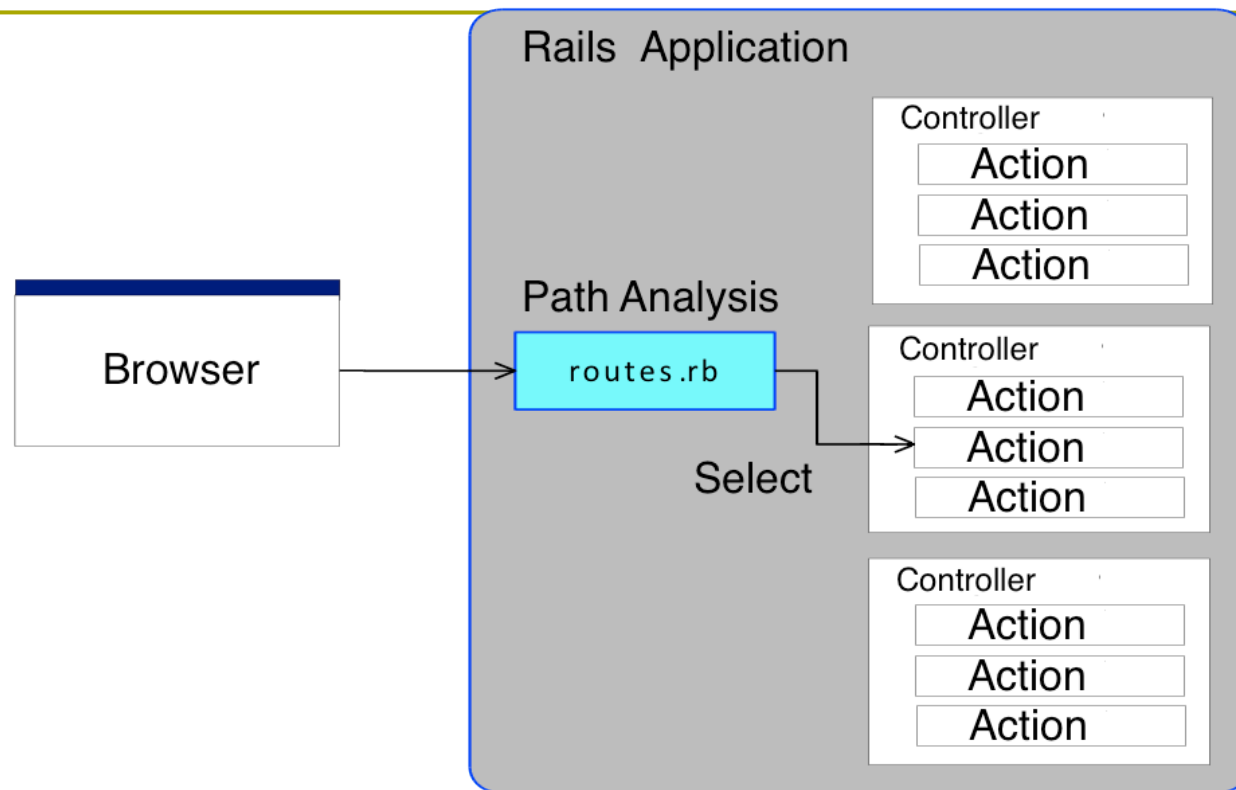 Rails Application
Controller
Action
Action
Action
Path Analysis
Browser
routes.rb
Select
Controller
Action
Action
Action
Controller
Action
Action
Action